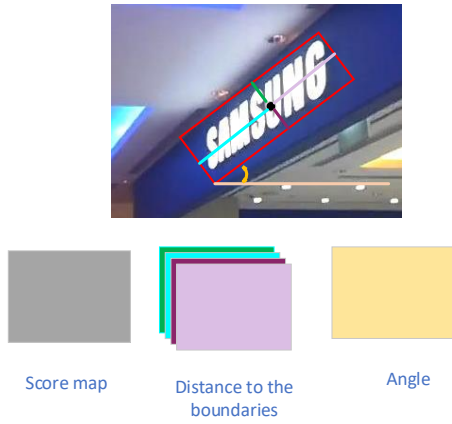 SAMSUNG
Score map
Distance to the
boundaries
Angle